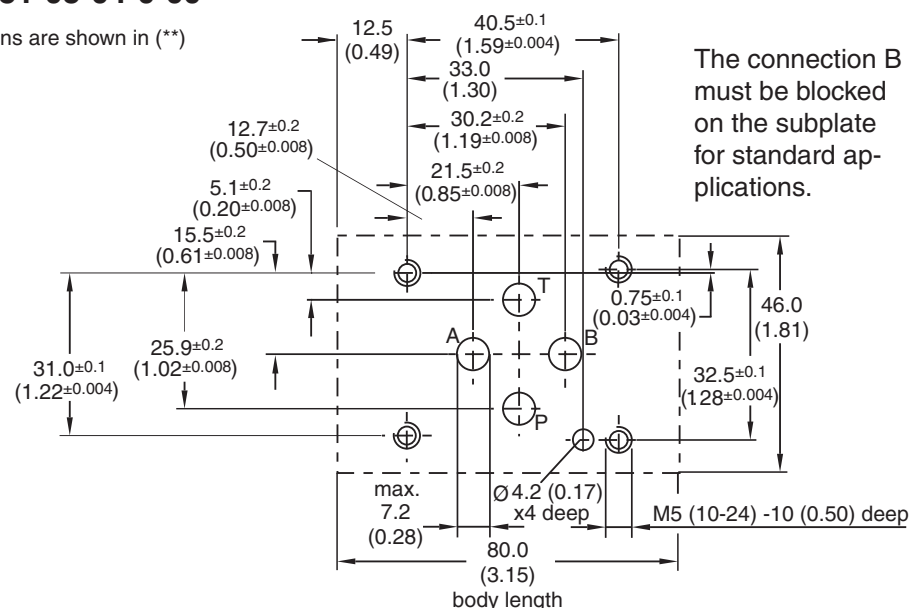 ns are shown in (**)
12.5
(0.49)
40.5±0.1
(1.59±0.004)
33.0
(1.30)
30.2±0.2
(1.19±0.008)
12.7±0.2
(0.50±0.008)
21.5±0.2
(0.85±0.008)
5.1±0.2
(0.20±0.008)
15.5±0.2
(0.61±0.008)
The connection B
must be blocked
on the subplate
for standard ap-
plications.
T
A
B
P
0.75±0.1
(0.03±0.004)
46.0
(1.81)
31.0±0.1
(1.22±0.004)
25.9±0.2
(1.02±0.008)
32.5±0.1
(128±0.004)
max.
7.2
(0.28)
Ø 4.2 (0.17)
x4 deep
M5 (10-24) -10 (0.50) deep
80.0
(3.15)
body length